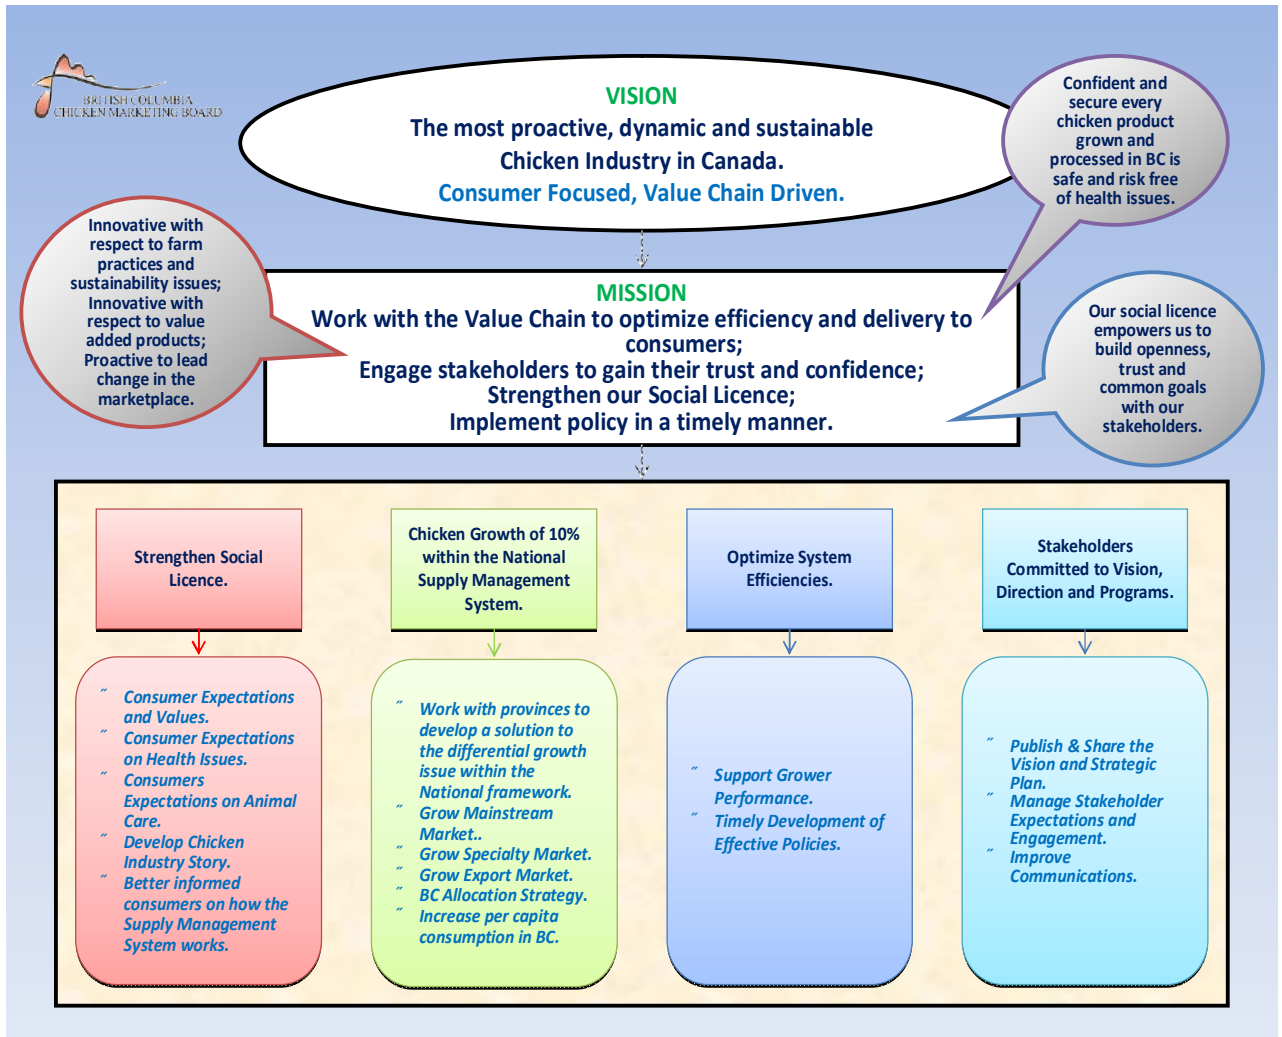 BRITISH COLUMBIA
CHICKEN MARKETING BOARD
VISION
The most proactive, dynamic and sustainable
Chicken Industry in Canada.
Consumer Focused, Value Chain Driven.
Confident and
secure every
chicken product
grown and
processed in BC is
safe and risk free
of health issues.
Innovative with
respect to farm
practices and
sustainability issues;
Innovative with
respect to value
added products;
Proactive to lead
change in the
marketplace.
MISSION
Work with the Value Chain to optimize efficiency and delivery to
consumers;
Engage stakeholders to gain their trust and confidence;
Strengthen our Social Licence;
Implement policy in a timely manner.
Our social licence
empowers us to
build openness,
trust and
common goals
with our
stakeholders.
Strengthen Social
Licence.
˝ Consumer Expectations
and Values.
˝ Consumer Expectations
on Health Issues.
˝ Consumers
Expectations on Animal
Care.
˝ Develop Chicken
Industry Story.
˝ Better informed
consumers on how the
Supply Management
System works.
Chicken Growth of 10%
within the National
Supply Management
System.
˝ Work with provinces to
develop a solution to
the differential growth
issue within the
National framework.
˝ Grow Mainstream
Market..
˝ Grow Specialty Market.
˝ Grow Export Market.
˝ BC Allocation Strategy.
˝ Increase per capita
consumption in BC.
Optimize System
Efficiencies.
˝ Support Grower
Performance.
˝ Timely Development of
Effective Policies.
Stakeholders
Committed to Vision,
Direction and Programs.
˝ Publish & Share the
Vision and Strategic
Plan.
˝ Manage Stakeholder
Expectations and
Engagement.
˝ Improve
Communications.